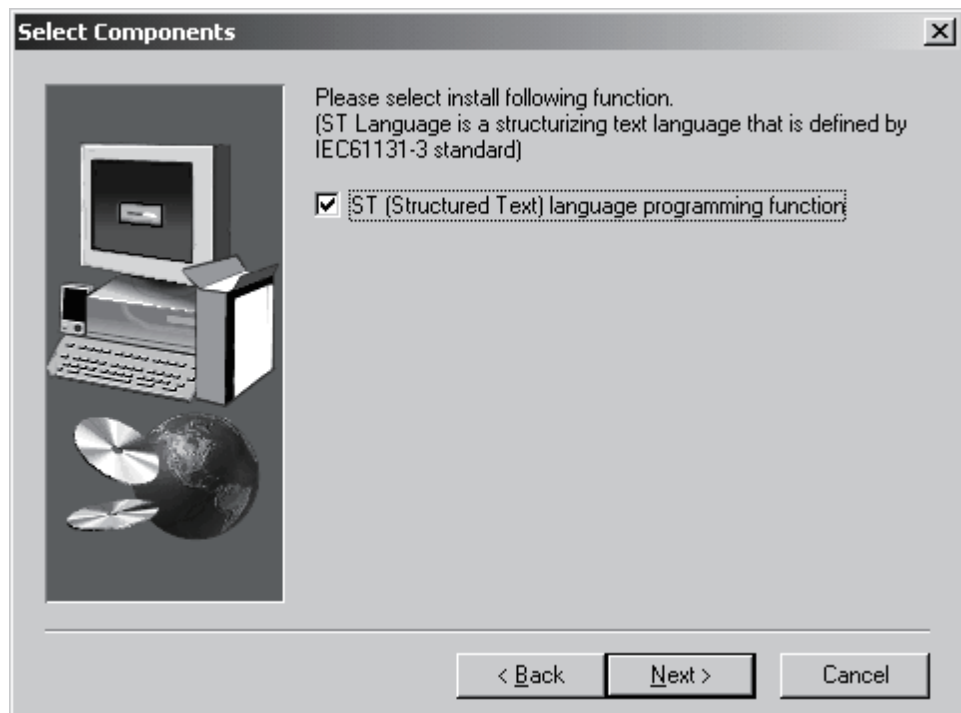 Select Components
Please select install following function.
(ST Language is a structurizing text language that is defined by
IEC61131-3 standard)
ST (Structured Text) language programming function
< Back
Next >
Cancel